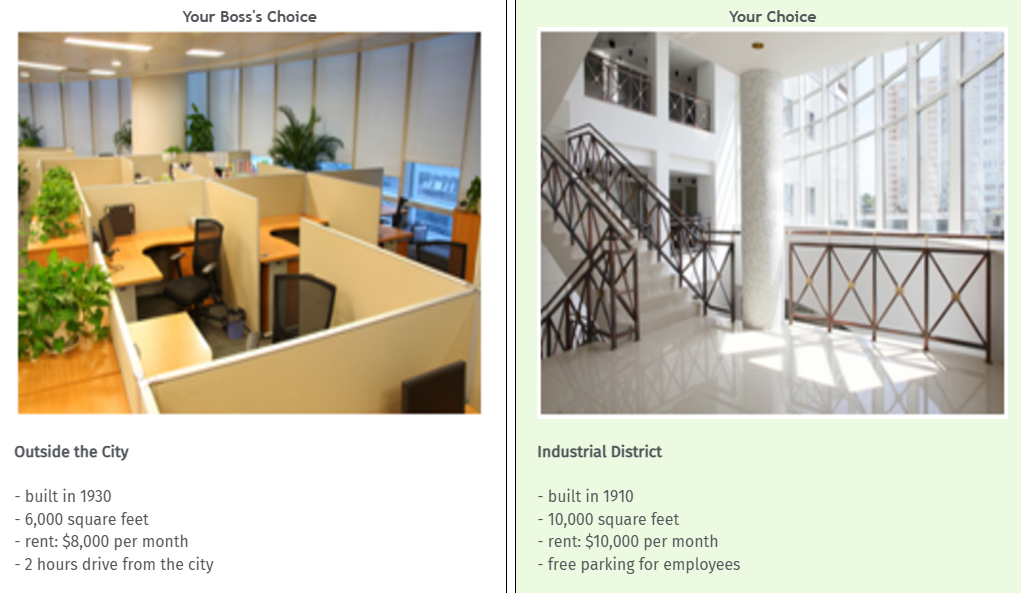 Your Boss's Choice
Outside the City
- built in 1930
- 6,000 square feet
- rent: $8,000 per month
- 2 hours drive from the city
Your Choice
Industrial District
- built in 1910
- 10,000 square feet
- rent: $10,000 per month
- free parking for employees